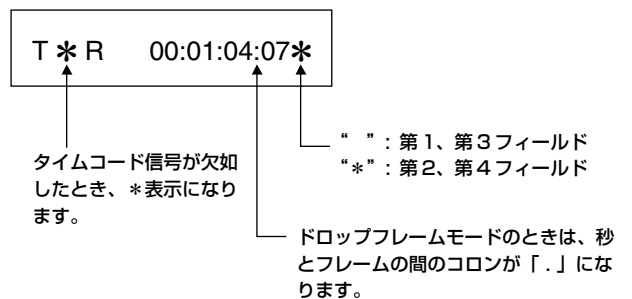 T＊R 00:01:04:07＊
“　”：第1、第3フィールド
“＊”：第2、第4フィールド
タイムコード信号が欠如
したとき、＊表示になり
ます。
ドロップフレームモードのときは、秒
とフレームの間のコロンが「 . 」にな
ります。